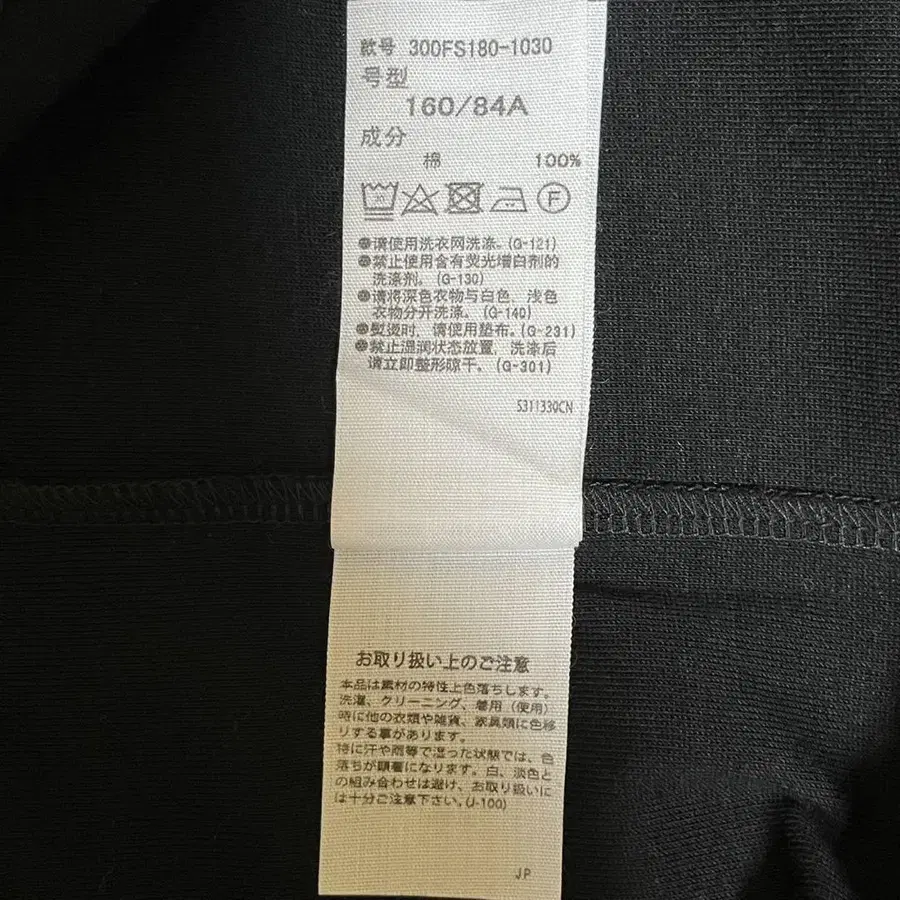 款号 300FS180-1030
号型
160/84A
成分
棉 100%
F
●请使用洗衣网洗涤。(G-121)
●禁止使用含有荧光增白剂的
洗涤剂。(G-130)
●请将深色衣物与白色、浅色
衣物分开洗涤。(G-140)
●熨烫时，请使用垫布。(G-231)
●禁止湿润状态放置，洗涤后
请立即整形晾干。(G-301)
S311330CN
お取り扱い上のご注意
本品は素材の特性上色落ちします。
洗濯、クリーニング、着用（使用）
時に他の衣類や雑貨、家具類に色移
りする事があります。
特に汗や雨等で湿った状態では、色
落ちが顕著になります。白、淡色と
の組み合わせは避け、お取り扱いに
は十分ご注意下さい。(J-100)
JP